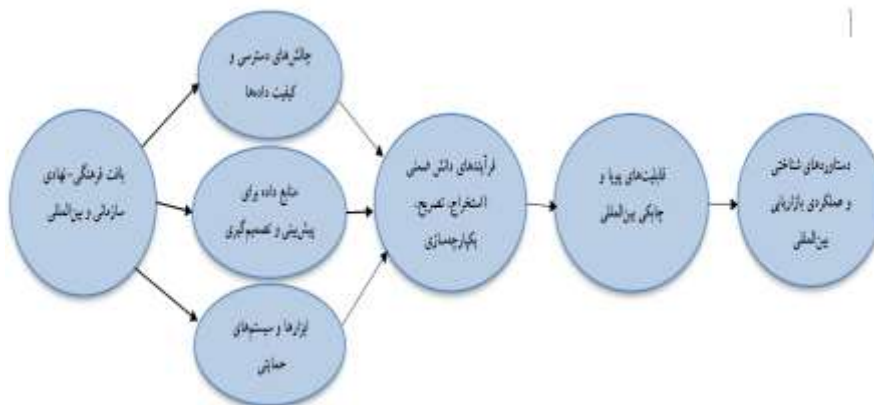 بافت فرهنگی-نهادی
سازمانی و بین‌المللی
چالش‌های دسترسی و
کیفیت داده‌ها
منابع داده برای
پیش‌بینی و تصمیم‌گیری
ابزارها و سیستم‌های
حمایتی
فرآیندهای دانش ضمنی
(استخراج، تصریح،
یکپارچه‌سازی
قابلیت‌های پویا و
چابکی بین‌المللی
دستاوردهای شناختی
و عملکردی بازاریابی
بین‌المللی